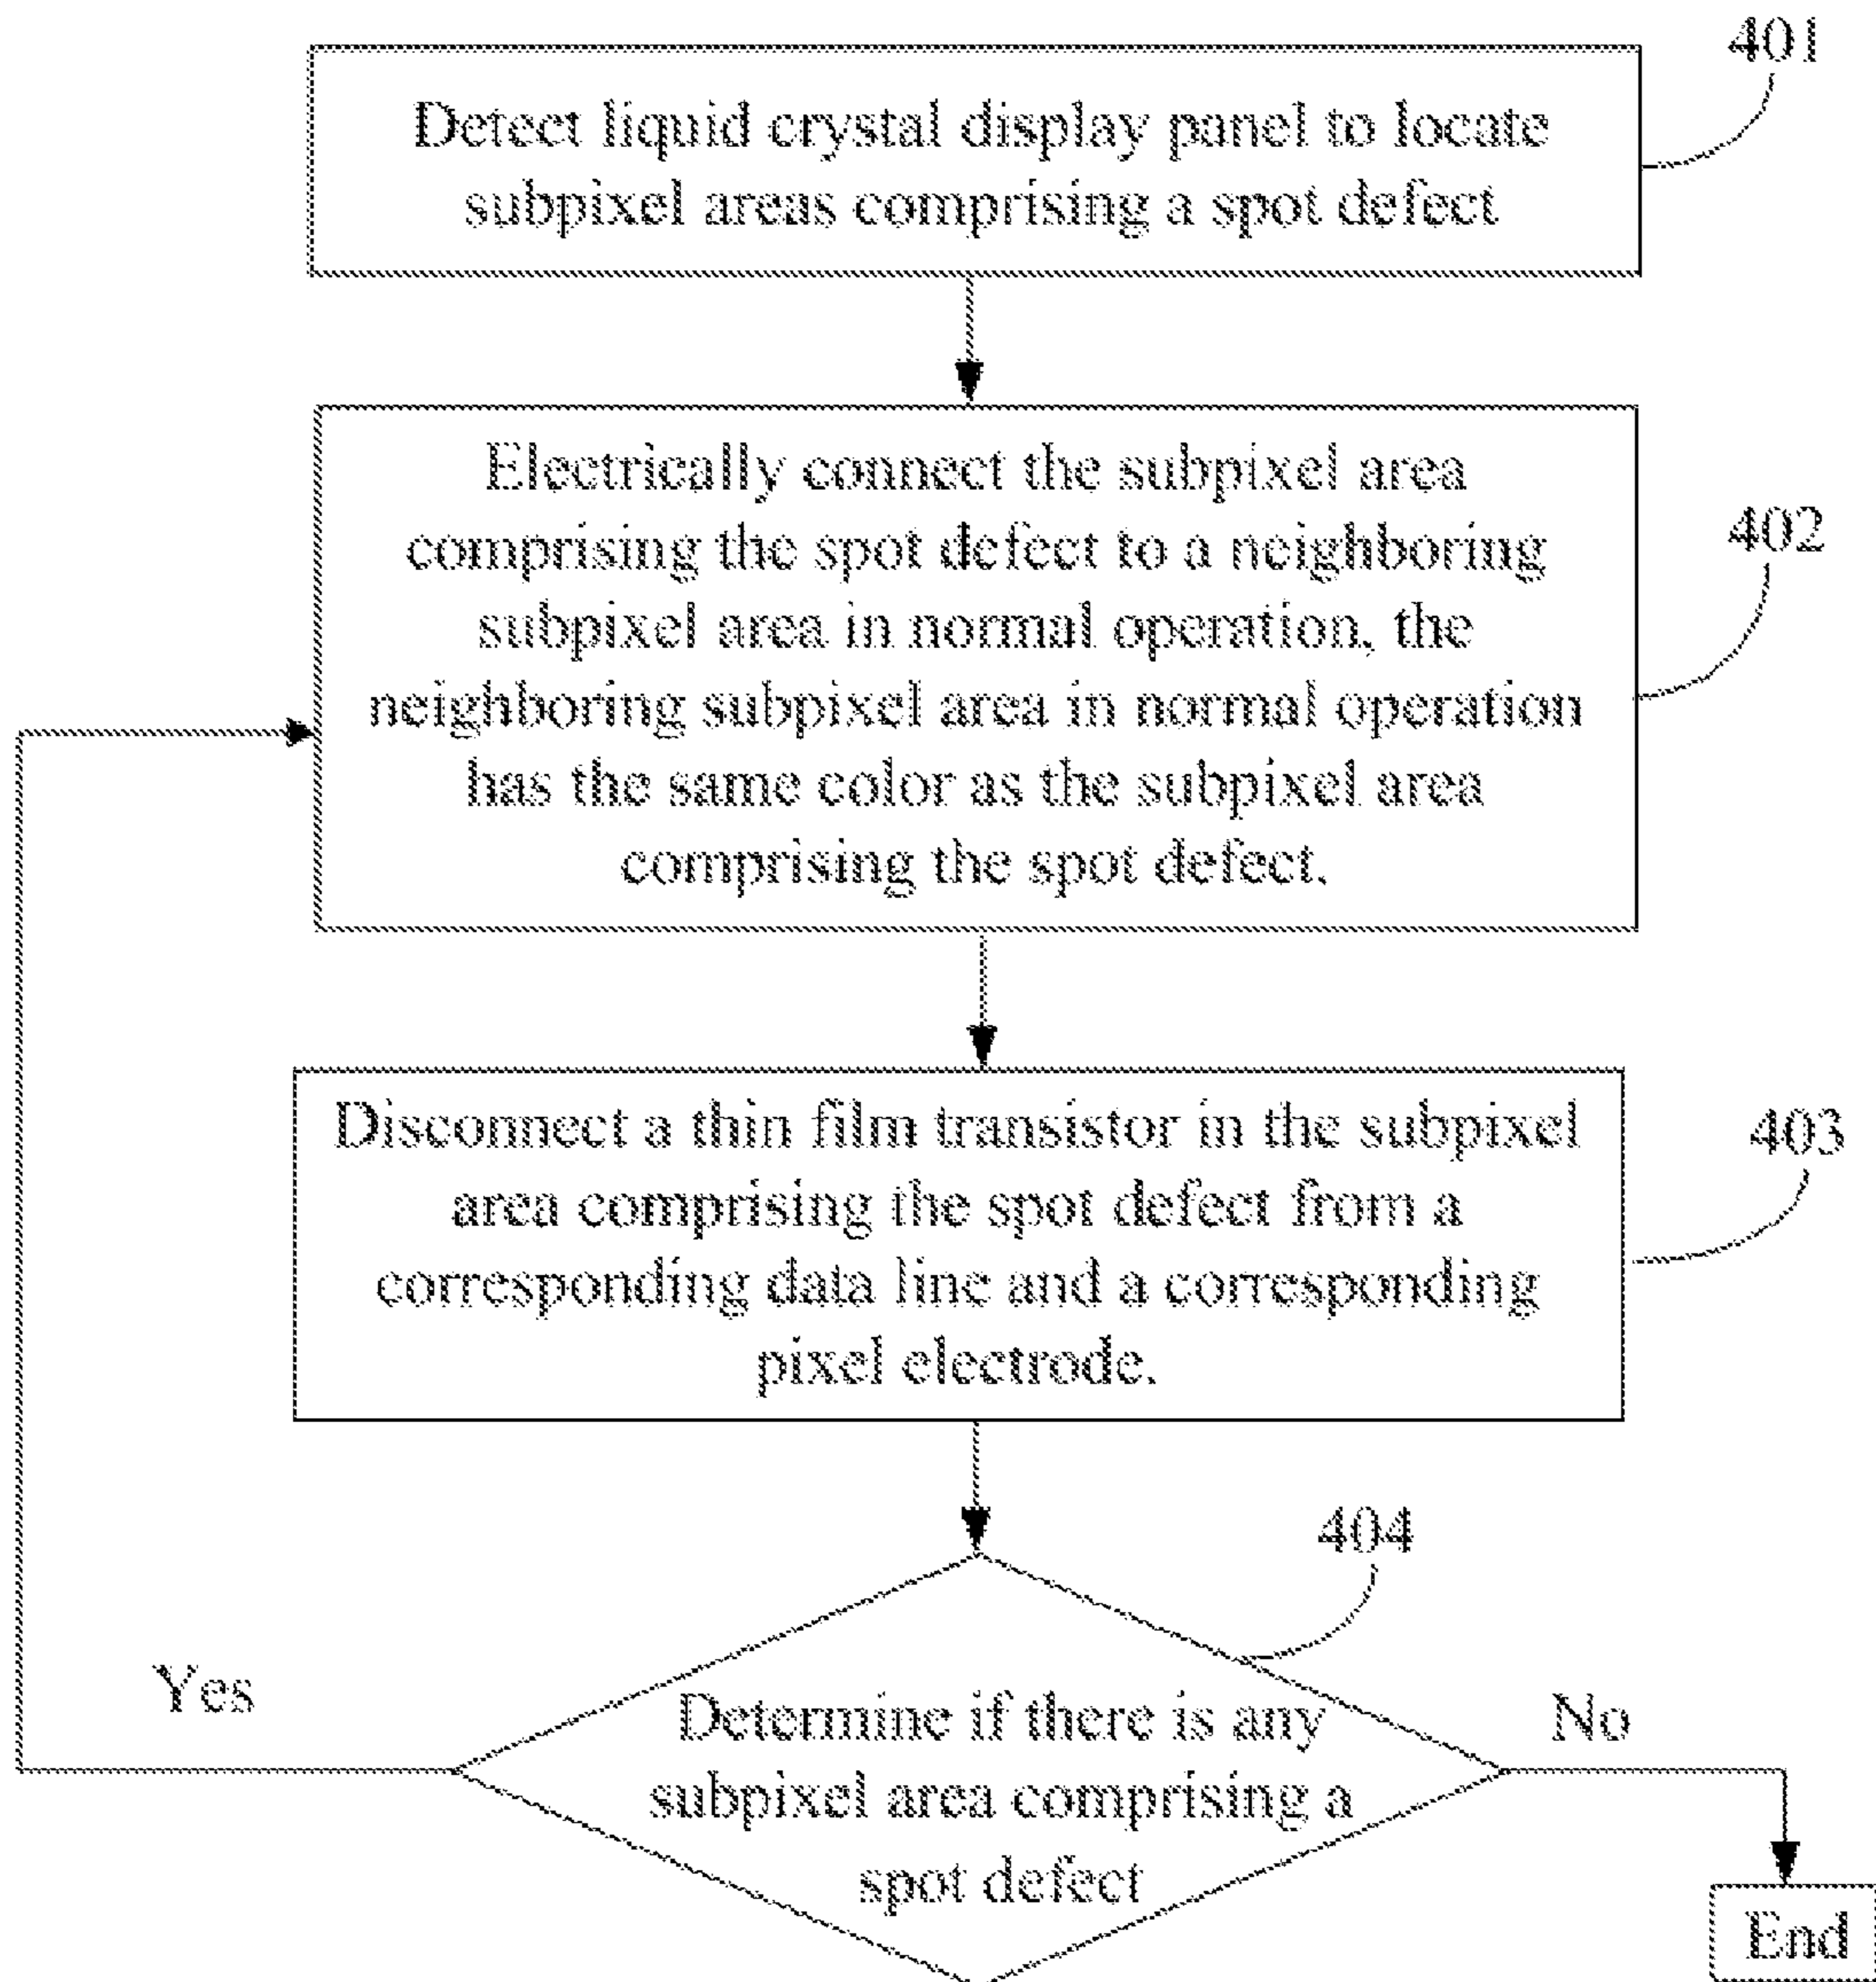 401
Detect liquid crystal display panel to locate
subpixel areas comprising a spot defect
Electrically connect the subpixel area
comprising the spot defect to a neighboring
subpixel area in normal operation, the
neighboring subpixel area in normal operation
has the same color as the subpixel area
comprising the spot defect.
402
Disconnect a thin film transistor in the subpixel
area comprising the spot defect from a
corresponding data line and a corresponding
pixel electrode.
403
404
Yes
Determine if there is any
subpixel area comprising a
spot defect
No
End